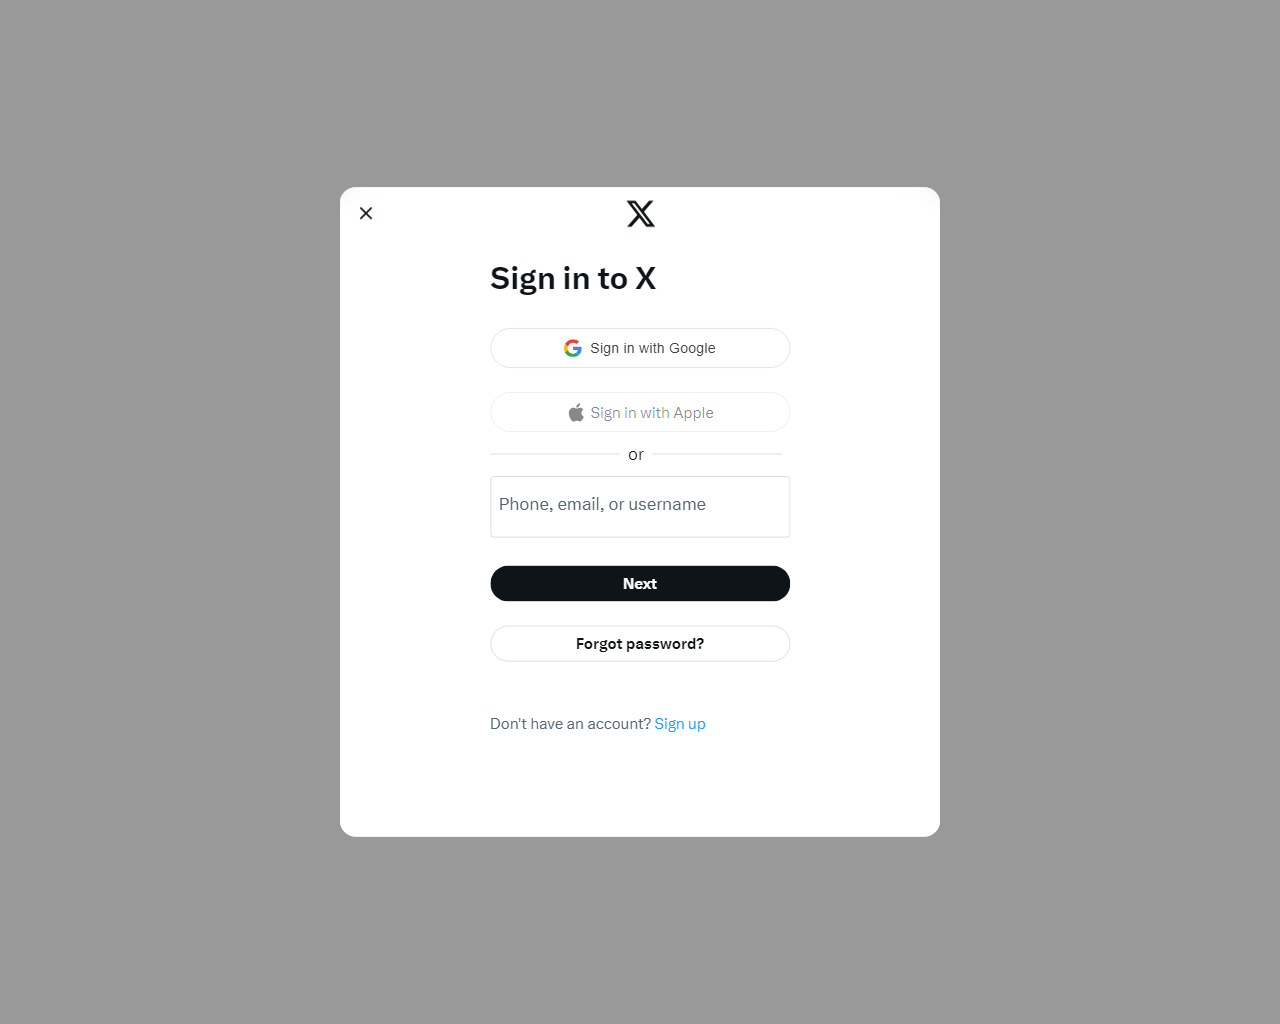 Sign in to X
Sign in with Google
Sign in with Apple
or
Phone, email, or username
Next
Forgot password?
Don't have an account? Sign up